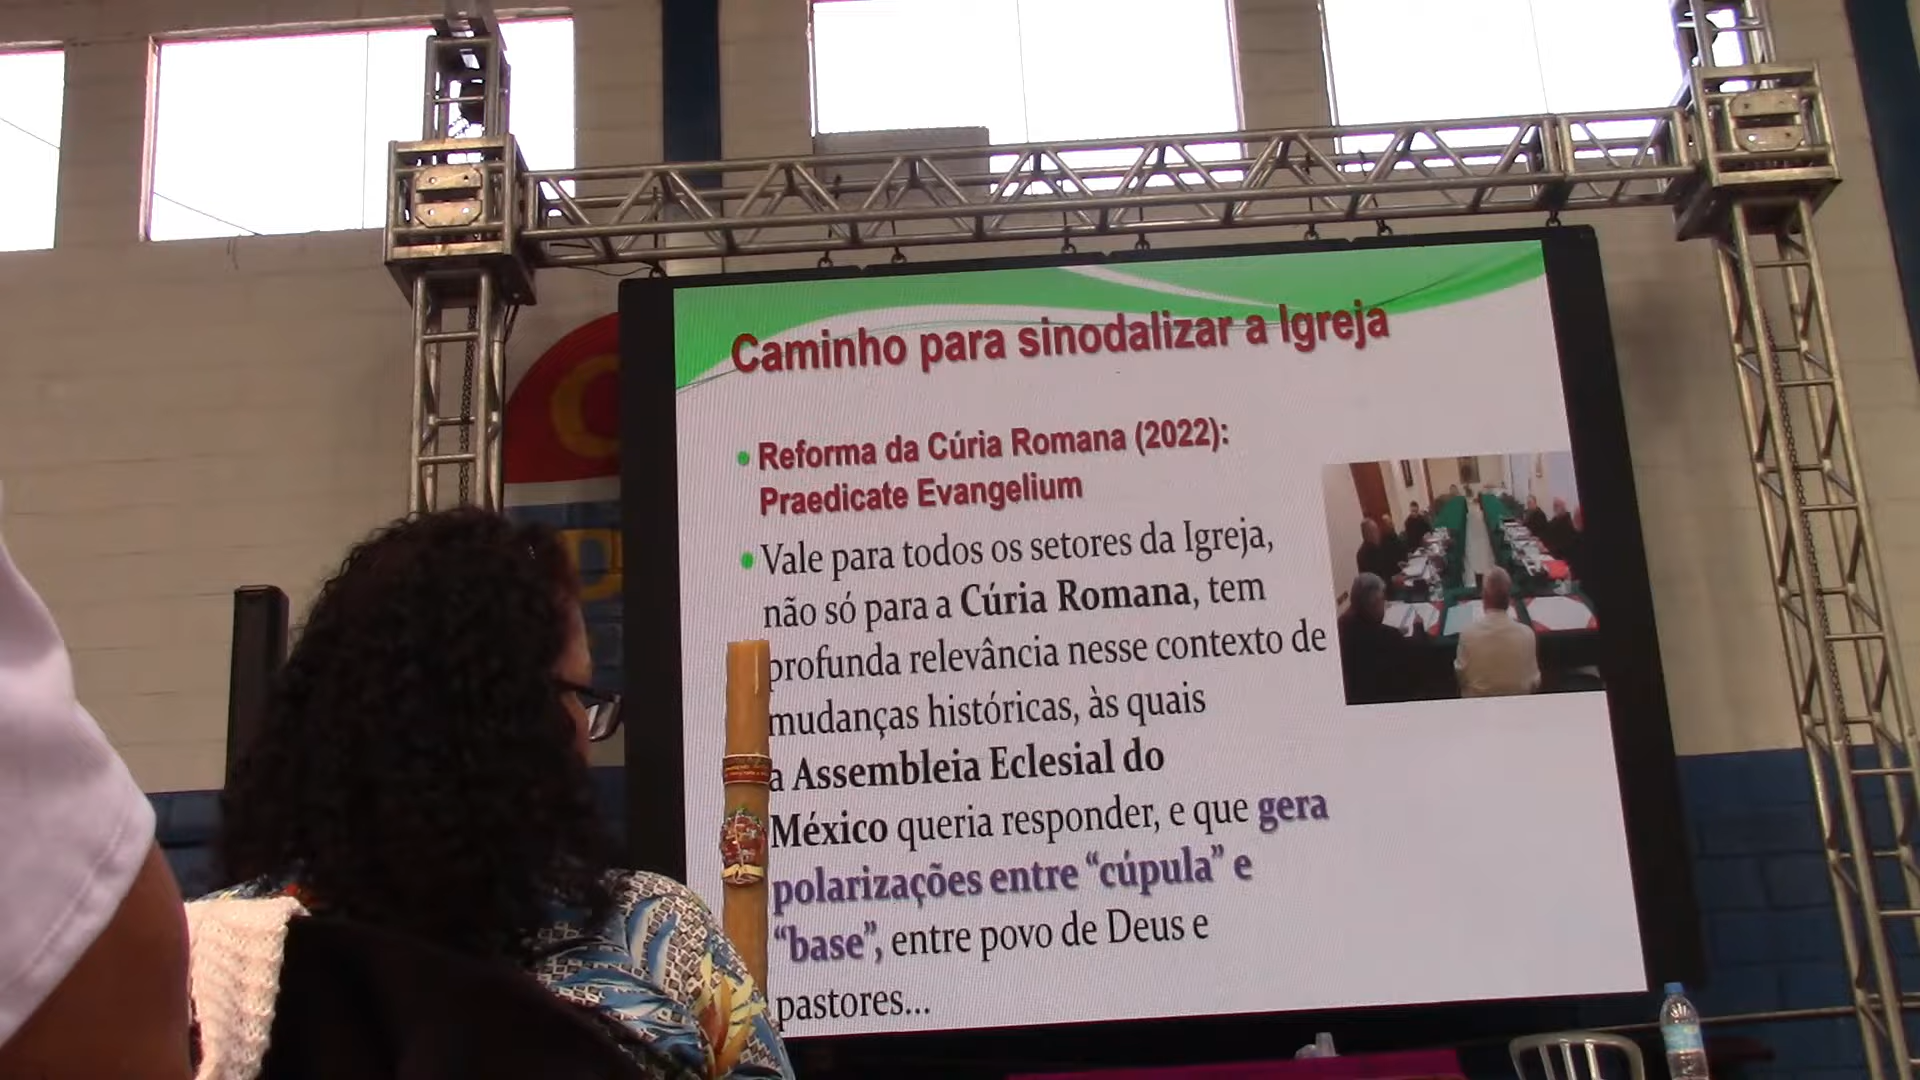 Caminho para sinodalizar a Igreja
• Reforma da Cúria Romana (2022):
Praedicate Evangelium
• Vale para todos os setores da Igreja,
não só para a Cúria Romana, tem
profunda relevância nesse contexto de
mudanças históricas, às quais
a Assembleia Eclesial do
México queria responder, e que gera
polarizações entre “cúpula” e
“base”, entre povo de Deus e
pastores...